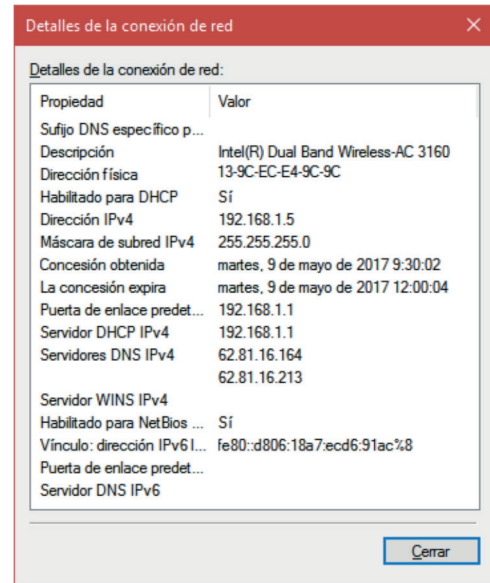 Detalles de la conexión de red
Detalles de la conexión de red:
Propiedad Valor
Sufijo DNS específico p...
Descripción Intel(R) Dual Band Wireless-AC 3160
Dirección física 13-9C-EC-E4-9C-9C
Habilitado para DHCP Sí
Dirección IPv4 192.168.1.5
Máscara de subred IPv4 255.255.255.0
Concesión obtenida martes, 9 de mayo de 2017 9:30:02
La concesión expira martes, 9 de mayo de 2017 12:00:04
Puerta de enlace predet... 192.168.1.1
Servidor DHCP IPv4 192.168.1.1
Servidores DNS IPv4 62.81.16.164
62.81.16.213
Servidor WINS IPv4
Habilitado para NetBios ... Sí
Vínculo: dirección IPv6 l... fe80::d806:18a7:ecd6:91ac%8
Puerta de enlace predet...
Servidor DNS IPv6
Cerrar